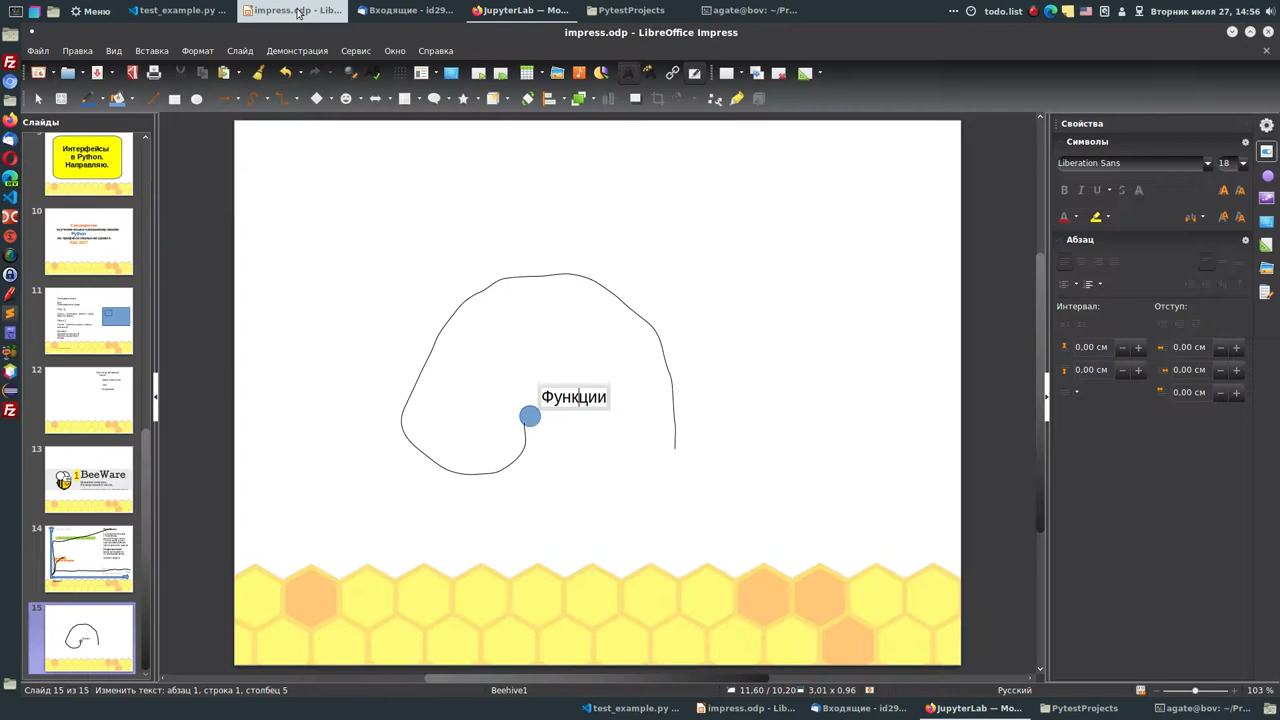 Меню
test_example.py ...
impress.odp - Lib...
Входящие - id29...
JupyterLab — Mo...
PytestProjects
agate@bov: ~/Pr...
todo.list
Вторник июля 27, 14:56
impress.odp - LibreOffice Impress
Файл Правка Вид Вставка Формат Слайд Демонстрация Сервис Окно Справка
Слайды
Интерфейсы
в Python.
Направляю.
10
Python
11
12
13
1 BeeWare
14
15
Функции
Свойства
Символы
Liberation Sans
18
Абзац
Интервал: Отступ:
0,00 см 0,00 см
0,00 см 0,00 см
0,00 см
Слайд 15 из 15 Изменить текст: абзац 1, строка 1, столбец 5
Beehive1
11,60 / 10,20
3,01 x 0,96
Русский
103 %
test_example.py ...
impress.odp - Lib...
Входящие - id29...
JupyterLab — Mo...
PytestProjects
agate@bov: ~/Pr...